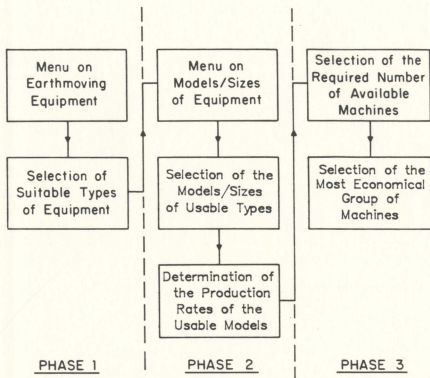 Menu on
Earthmoving
Equipment
Selection of
Suitable Types
of Equipment
Menu on
Models/Sizes
of Equipment
Selection of the
Models/Sizes
of Usable Types
Determination of
the Production
Rates of the
Usable Models
Selection of the
Required Number
of Available
Machines
Selection of the
Most Economical
Group of
Machines
PHASE 1
PHASE 2
PHASE 3